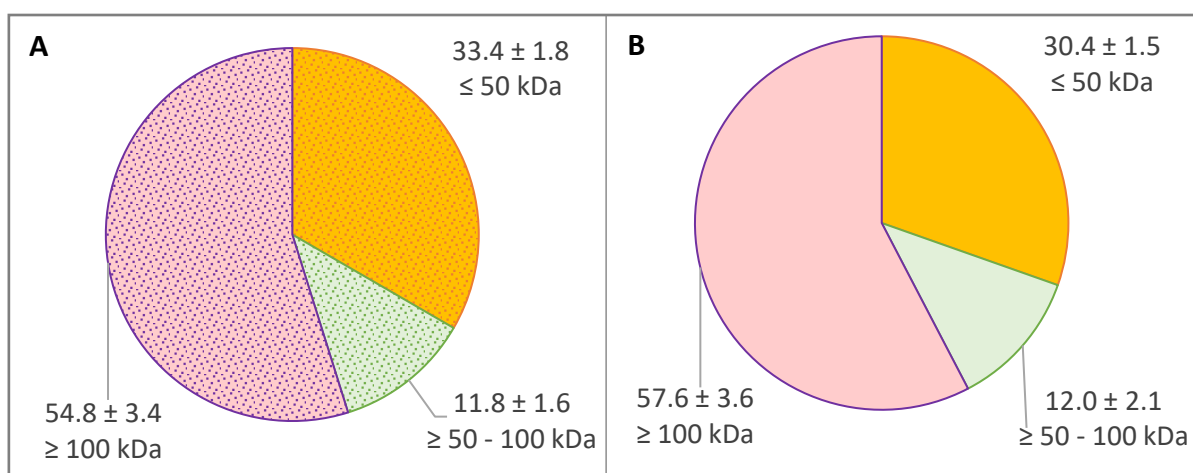 A
33.4 ± 1.8
≤ 50 kDa
54.8 ± 3.4
≥ 100 kDa
11.8 ± 1.6
≥ 50 - 100 kDa
B
30.4 ± 1.5
≤ 50 kDa
57.6 ± 3.6
≥ 100 kDa
12.0 ± 2.1
≥ 50 - 100 kDa